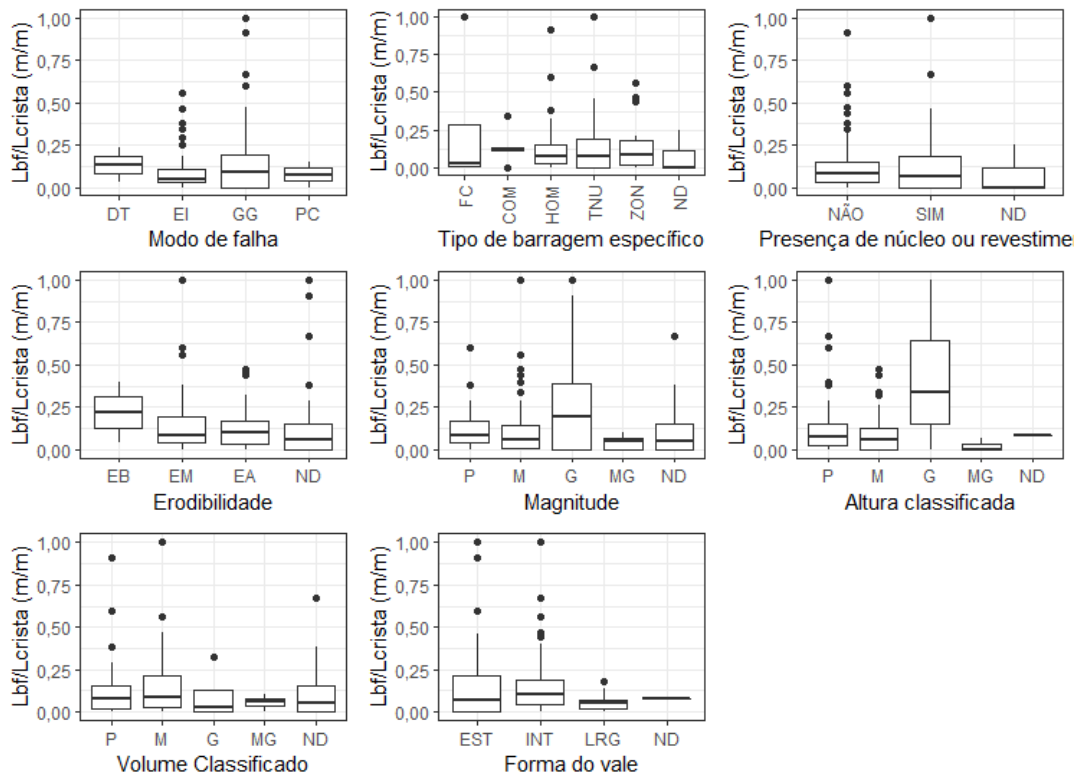 Lbf/Lcrista (m/m)
1,00
0,75
0,50
0,25
0,00
DT EI GG PC
Modo de falha
Lbf/Lcrista (m/m)
1,00
0,75
0,50
0,25
0,00
FC COM HOM TNU ZON ND
Tipo de barragem específico
Lbf/Lcrista (m/m)
1,00
0,75
0,50
0,25
0,00
NÃO SIM ND
Presença de núcleo ou revestime
Lbf/Lcrista (m/m)
1,00
0,75
0,50
0,25
0,00
EB EM EA ND
Erodibilidade
Lbf/Lcrista (m/m)
1,00
0,75
0,50
0,25
0,00
P M G MG ND
Magnitude
Lbf/Lcrista (m/m)
1,00
0,75
0,50
0,25
0,00
P M G MG ND
Altura classificada
Lbf/Lcrista (m/m)
1,00
0,75
0,50
0,25
0,00
P M G MG ND
Volume Classificado
Lbf/Lcrista (m/m)
1,00
0,75
0,50
0,25
0,00
EST INT LRG ND
Forma do vale